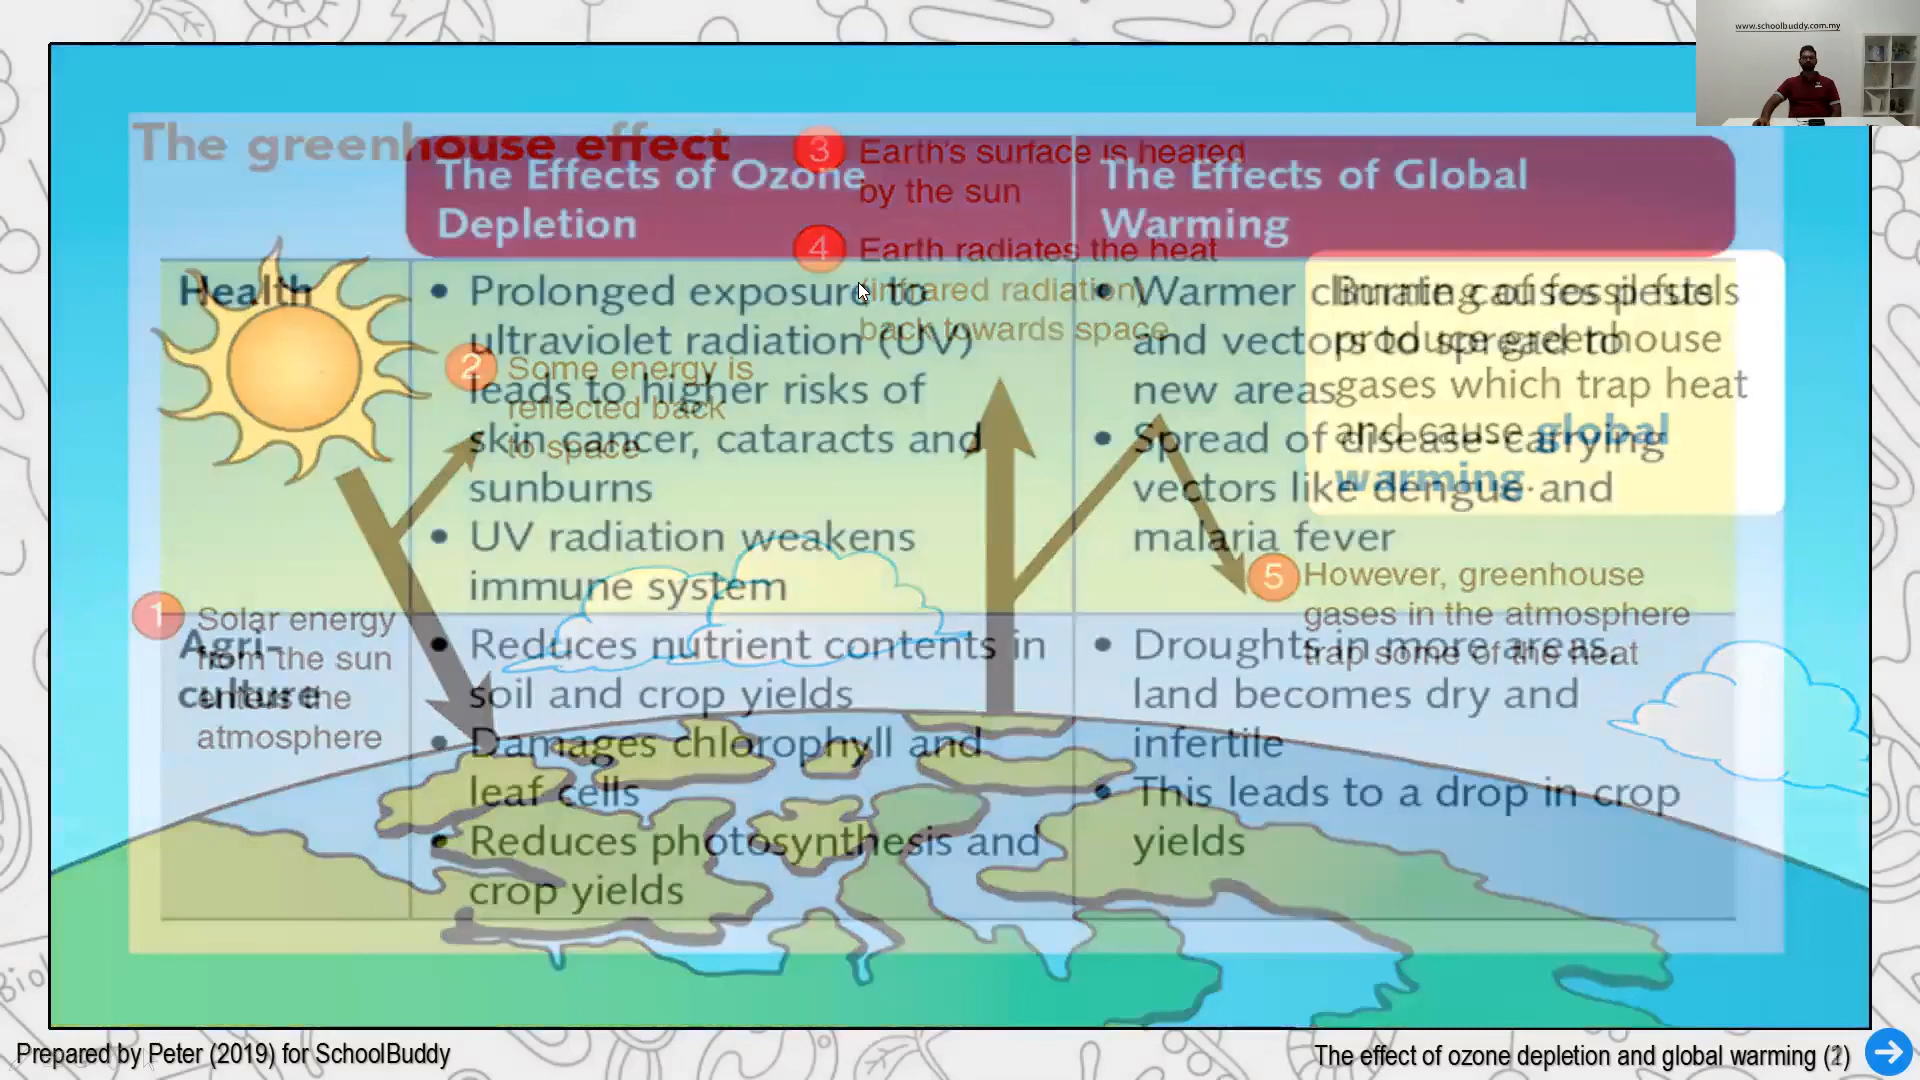 www.schoolbuddy.com.my
The greenhouse effect
3 Earth's surface is heated
by the sun
4 Earth radiates the heat
(infrared radiation)
back towards space
2 Some energy is
reflected back
to space
1 Solar energy
from the sun
enters the
atmosphere
5 However, greenhouse
gases in the atmosphere
trap some of the heat
Burning of fossil fuels
produce greenhouse
gases which trap heat
and cause global
warming.
The Effects of Ozone
Depletion
The Effects of Global
Warming
Health
• Prolonged exposure to
ultraviolet radiation (UV)
leads to higher risks of
skin cancer, cataracts and
sunburns
• UV radiation weakens
immune system
• Warmer climate causes pests
and vectors to spread to
new areas
• Spread of disease-carrying
vectors like dengue and
malaria fever
Agri-
culture
• Reduces nutrient contents in
soil and crop yields
• Damages chlorophyll and
leaf cells
• Reduces photosynthesis and
crop yields
• Droughts in more areas,
land becomes dry and
infertile
• This leads to a drop in crop
yields
Prepared by Peter (2019) for SchoolBuddy
The effect of ozone depletion and global warming